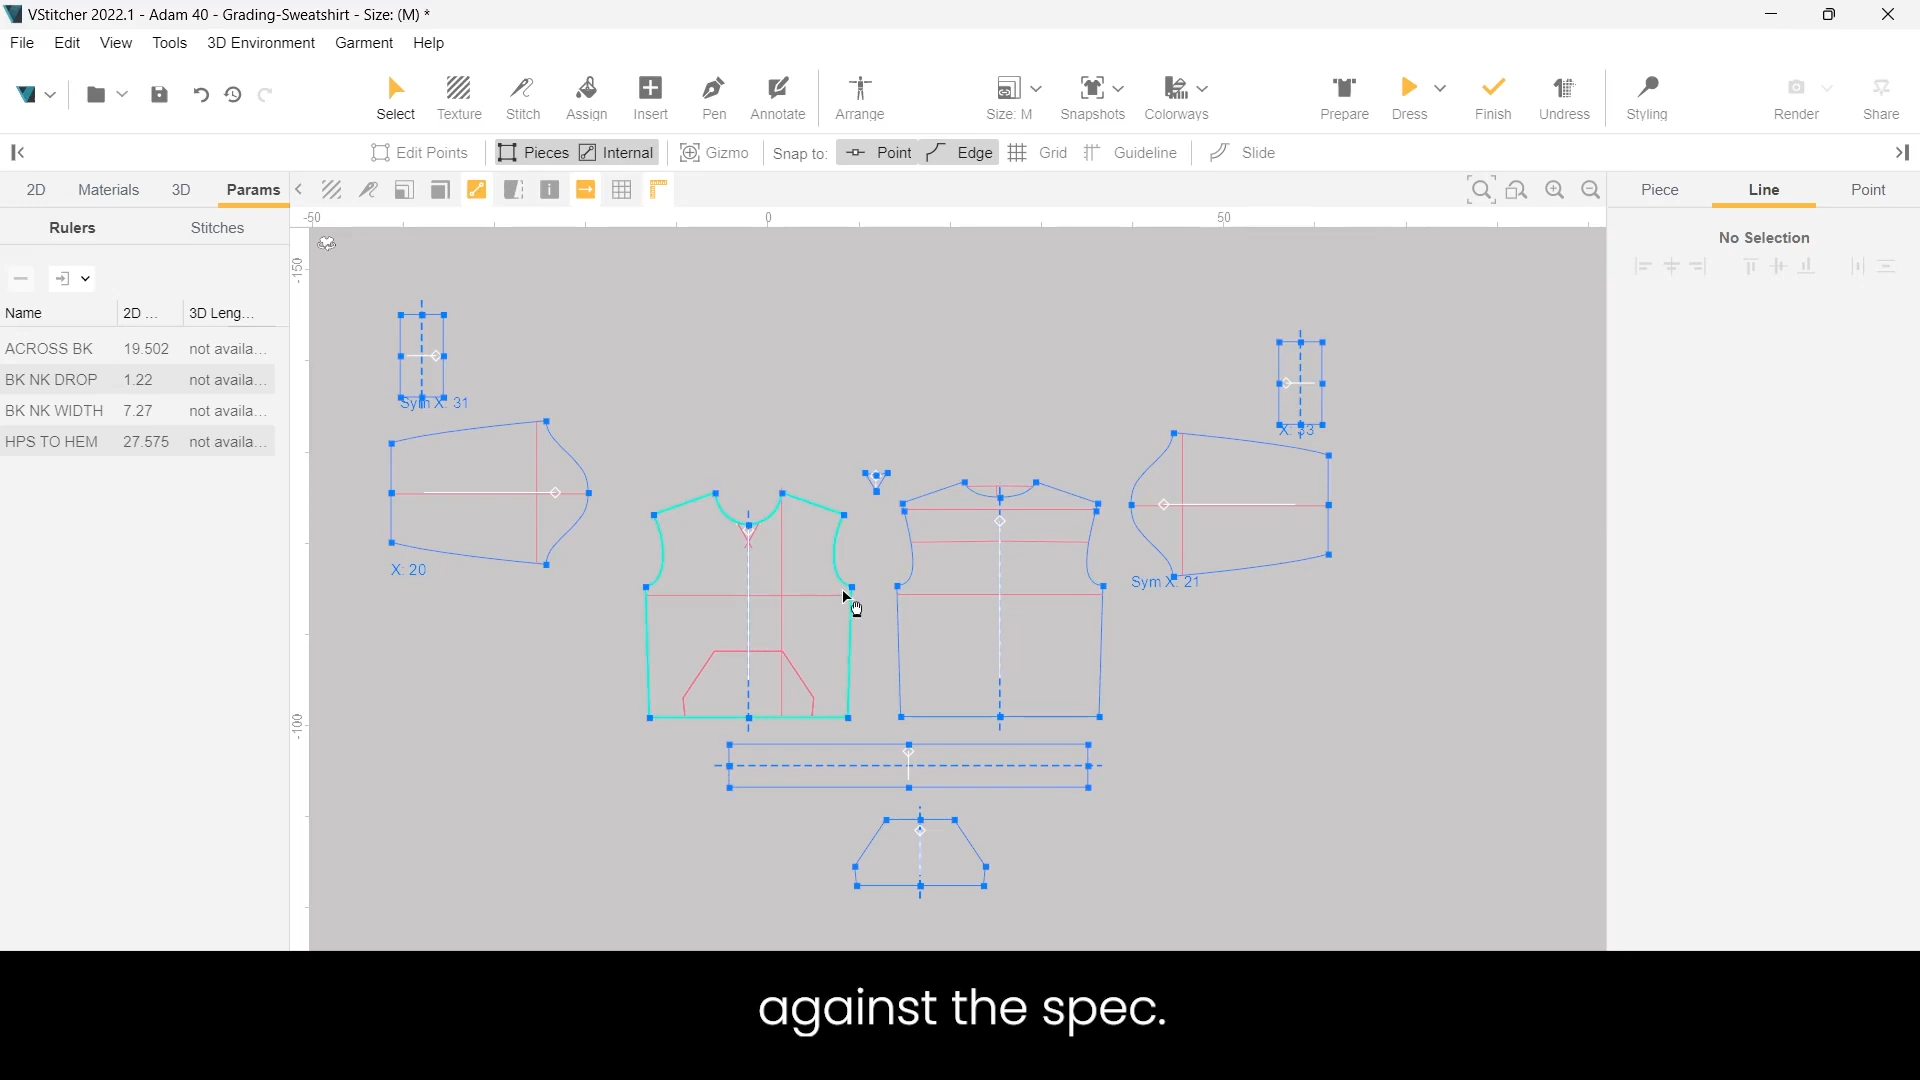 VStitcher 2022.1 - Adam 40 - Grading-Sweatshirt - Size: (M) *
File Edit View Tools 3D Environment Garment Help
Select Texture Stitch Assign Insert Pen Annotate Arrange Size: M Snapshots Colorways Prepare Dress Finish Undress Styling Render Share
Edit Points Pieces Internal Gizmo Snap to: Point Edge Grid Guideline Slide
2D Materials 3D Params Piece Line Point
Rulers Stitches
-50 0 50
No Selection
-150
-100
Name 2D ... 3D Leng...
ACROSS BK 19.502 not availa...
BK NK DROP 1.22 not availa...
BK NK WIDTH 7.27 not availa...
HPS TO HEM 27.575 not availa...
Sym X: 31
X: 33
X: 20
Sym X: 21
against the spec.